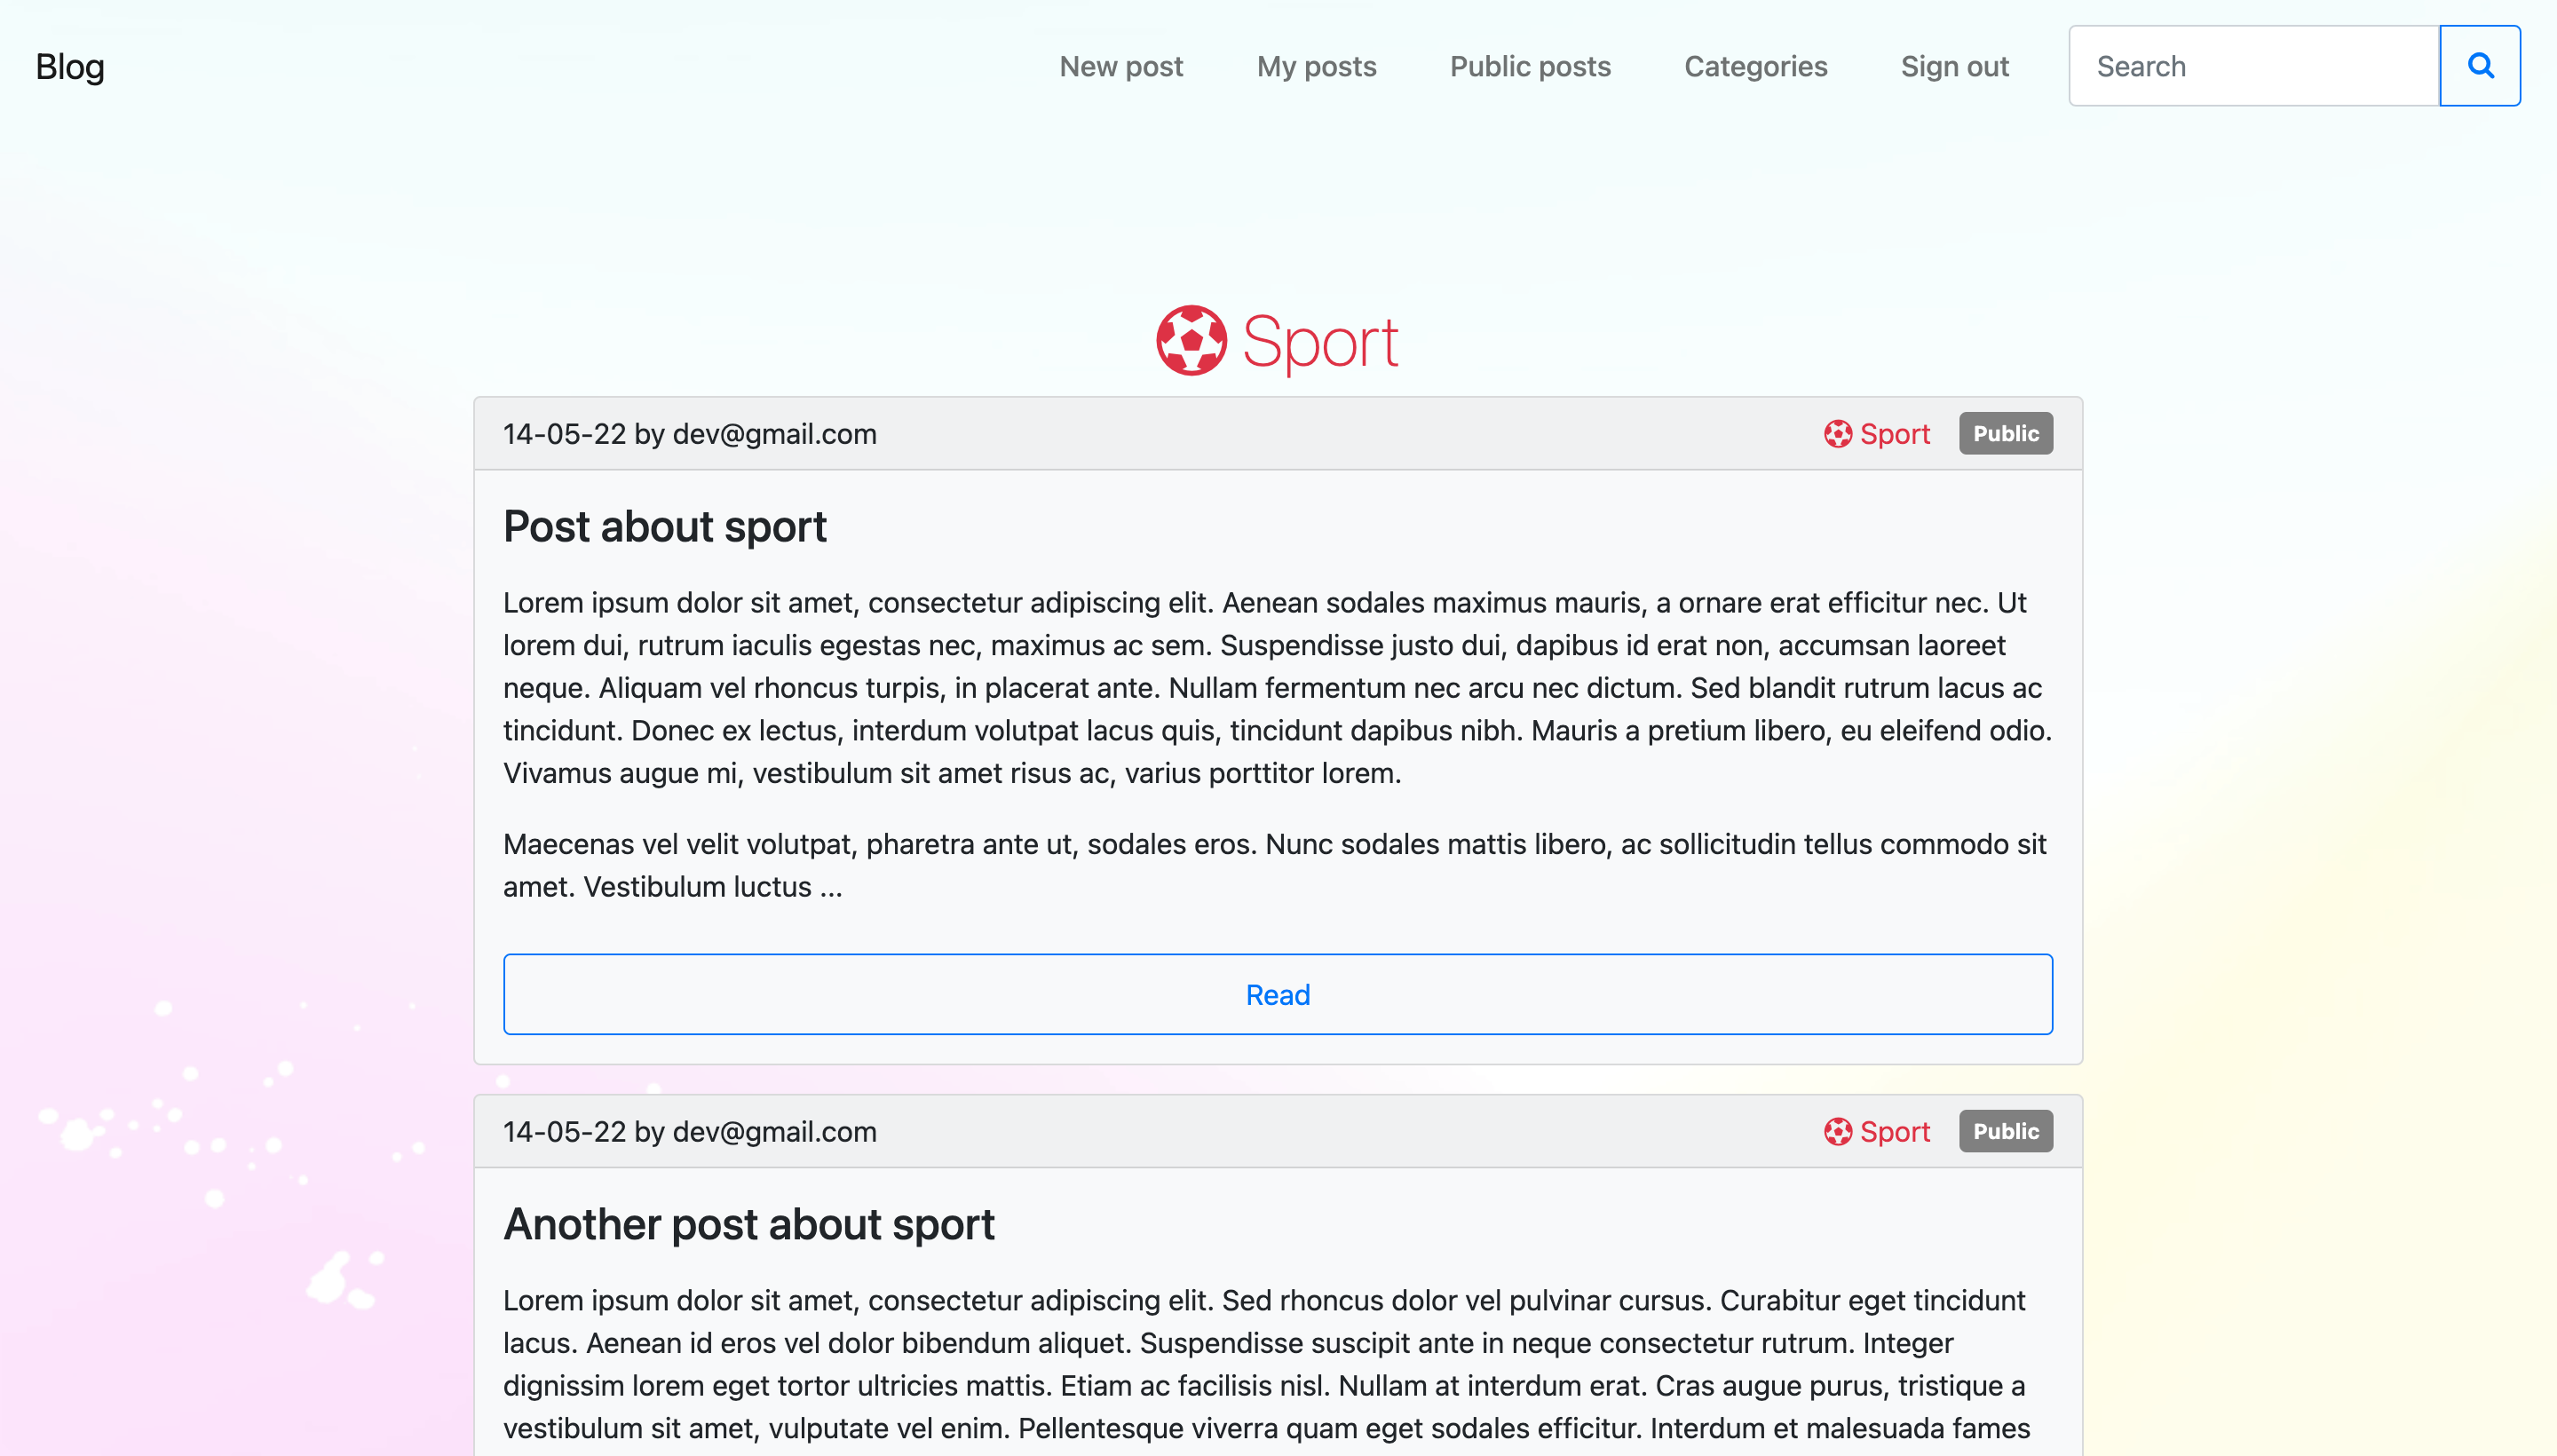 Blog
New post
My posts
Public posts
Categories
Sign out
Search
Sport
14-05-22 by dev@gmail.com
Sport
Public
Post about sport
Lorem ipsum dolor sit amet, consectetur adipiscing elit. Aenean sodales maximus mauris, a ornare erat efficitur nec. Ut
lorem dui, rutrum iaculis egestas nec, maximus ac sem. Suspendisse justo dui, dapibus id erat non, accumsan laoreet
neque. Aliquam vel rhoncus turpis, in placerat ante. Nullam fermentum nec arcu nec dictum. Sed blandit rutrum lacus ac
tincidunt. Donec ex lectus, interdum volutpat lacus quis, tincidunt dapibus nibh. Mauris a pretium libero, eu eleifend odio.
Vivamus augue mi, vestibulum sit amet risus ac, varius porttitor lorem.
Maecenas vel velit volutpat, pharetra ante ut, sodales eros. Nunc sodales mattis libero, ac sollicitudin tellus commodo sit
amet. Vestibulum luctus ...
Read
14-05-22 by dev@gmail.com
Sport
Public
Another post about sport
Lorem ipsum dolor sit amet, consectetur adipiscing elit. Sed rhoncus dolor vel pulvinar cursus. Curabitur eget tincidunt
lacus. Aenean id eros vel dolor bibendum aliquet. Suspendisse suscipit ante in neque consectetur rutrum. Integer
dignissim lorem eget tortor ultricies mattis. Etiam ac facilisis nisl. Nullam at interdum erat. Cras augue purus, tristique a
vestibulum sit amet, vulputate vel enim. Pellentesque viverra quam eget sodales efficitur. Interdum et malesuada fames